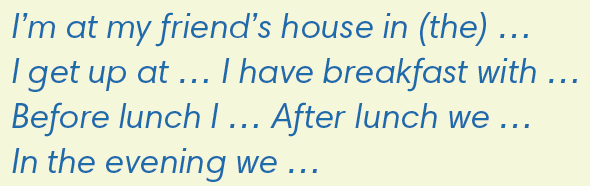 I’m at my friend’s house in (the) …
I get up at … I have breakfast with …
Before lunch I … After lunch we …
In the evening we …